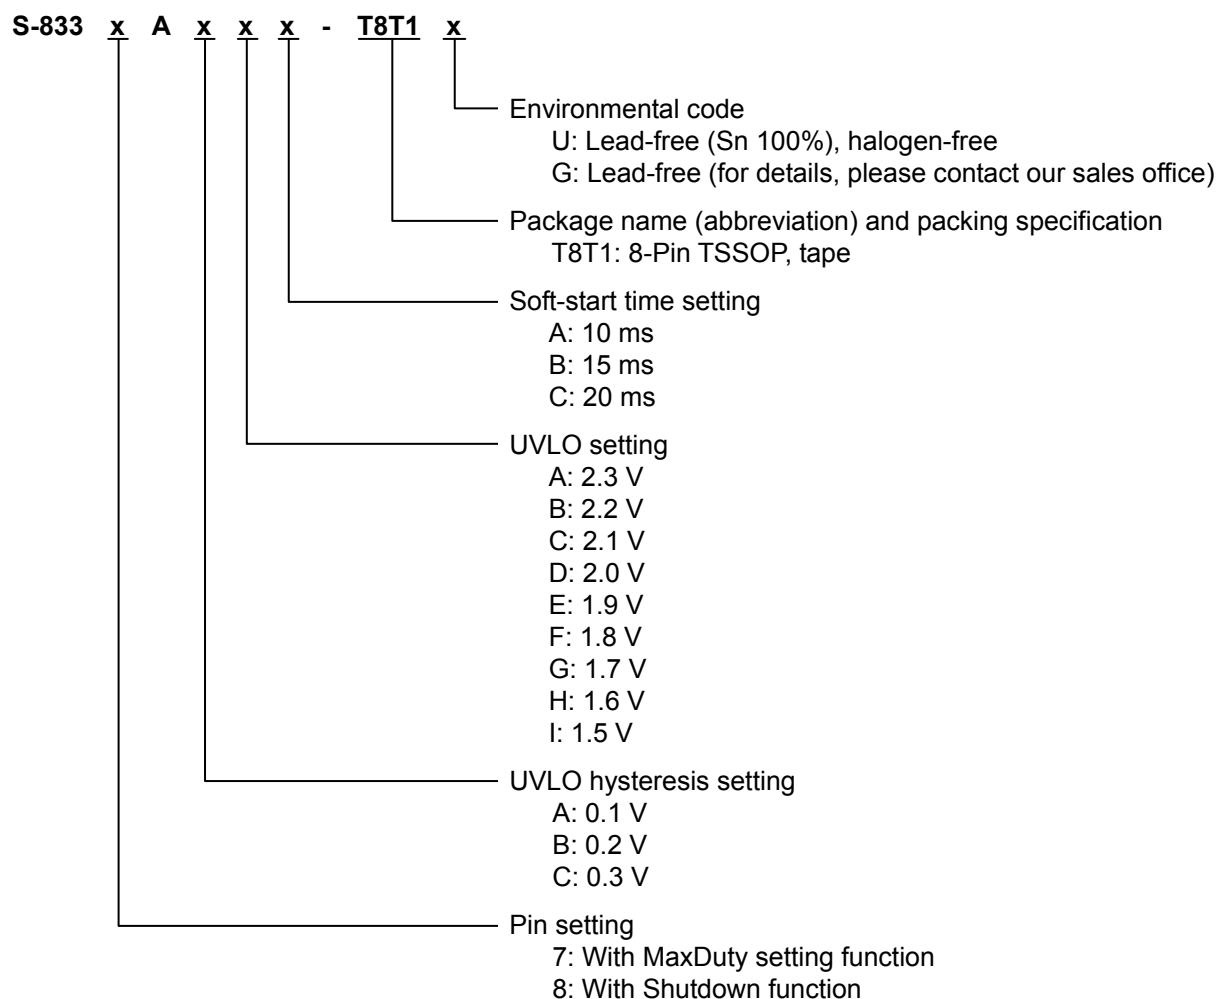 S-833 x A x x x - T8T1 x
Environmental code
U: Lead-free (Sn 100%), halogen-free
G: Lead-free (for details, please contact our sales office)
Package name (abbreviation) and packing specification
T8T1: 8-Pin TSSOP, tape
Soft-start time setting
A: 10 ms
B: 15 ms
C: 20 ms
UVLO setting
A: 2.3 V
B: 2.2 V
C: 2.1 V
D: 2.0 V
E: 1.9 V
F: 1.8 V
G: 1.7 V
H: 1.6 V
I: 1.5 V
UVLO hysteresis setting
A: 0.1 V
B: 0.2 V
C: 0.3 V
Pin setting
7: With MaxDuty setting function
8: With Shutdown function